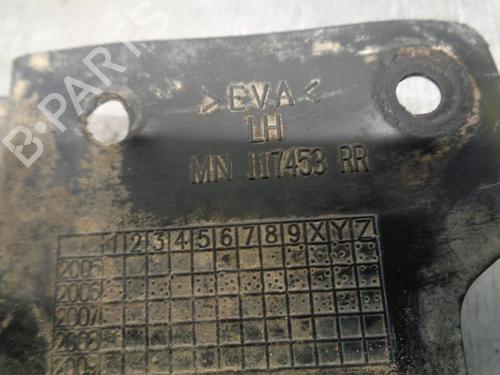 B-PARTS
>EVA<
LH
MN 117453 RR
1 2 3 4 5 6 7 8 9 X Y Z
2005
2006
2007
2008
2009